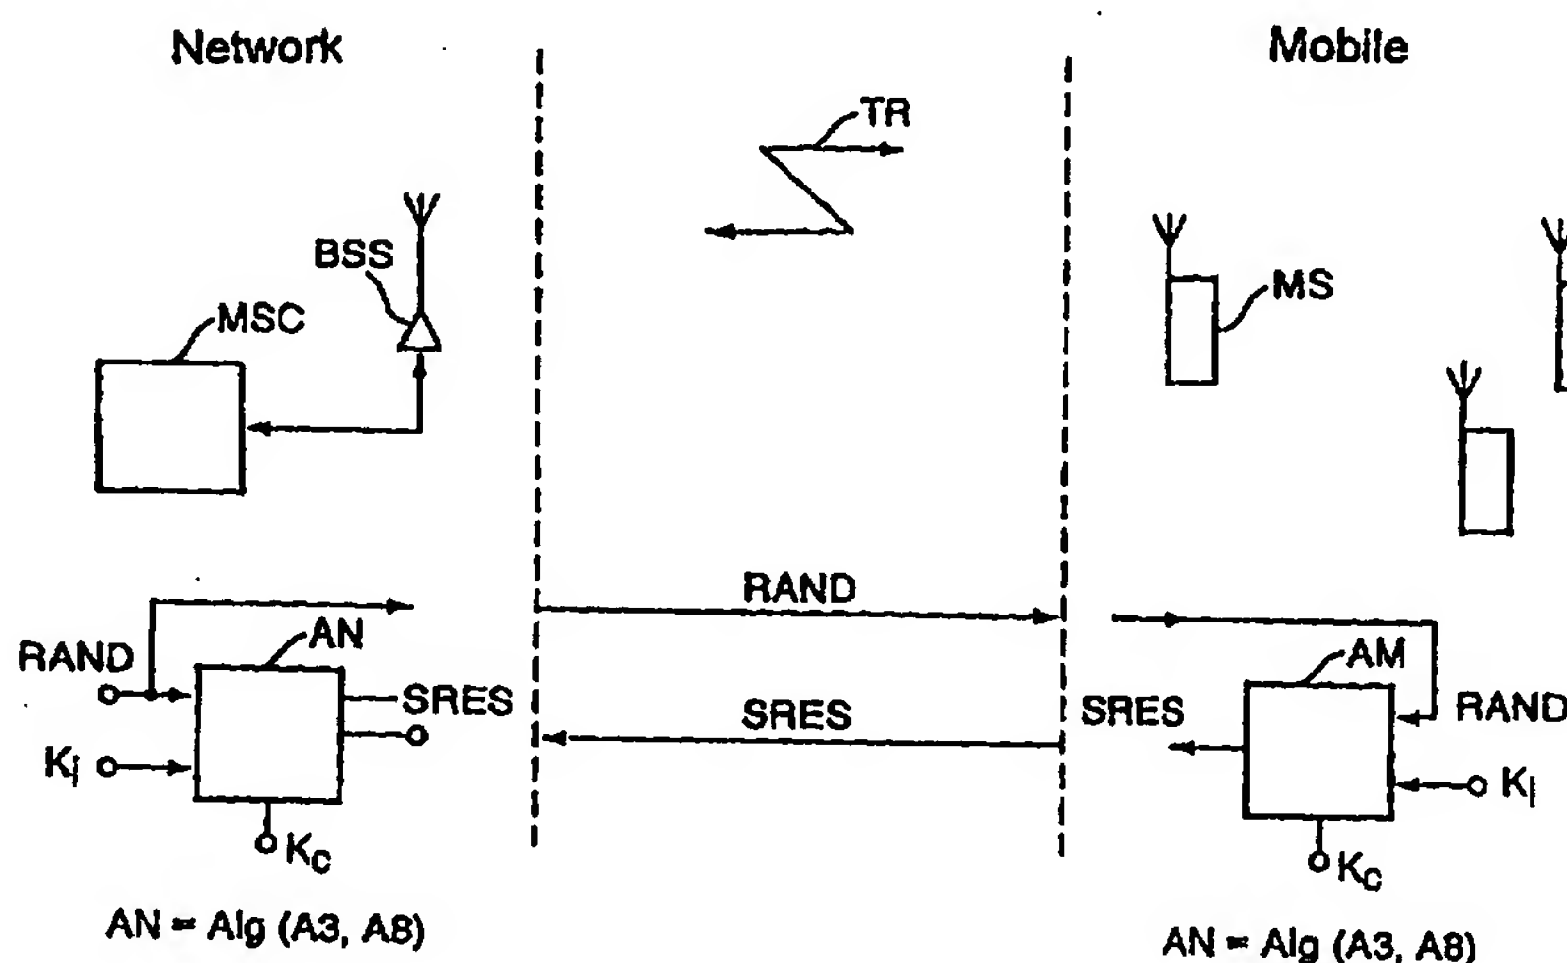 Network
Mobile
TR
BSS
MSC
MS
RAND
RAND
AN
SRES
Ki
Kc
SRES
SRES
AM
RAND
Ki
Kc
AN = Alg (A3, A8)
AN = Alg (A3, A8)